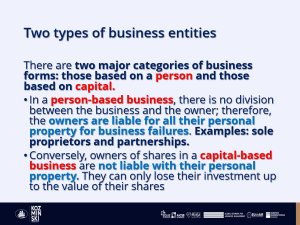 Two types of business entities
There are two major categories of business
forms: those based on a person and those
based on capital.
• In a person-based business, there is no division
between the business and the owner; therefore,
the owners are liable for all their personal
property for business failures. Examples: sole
proprietors and partnerships.
• Conversely, owners of shares in a capital-based
business are not liable with their personal
property. They can only lose their investment up
to the value of their shares
KOZ
MIN
SKI